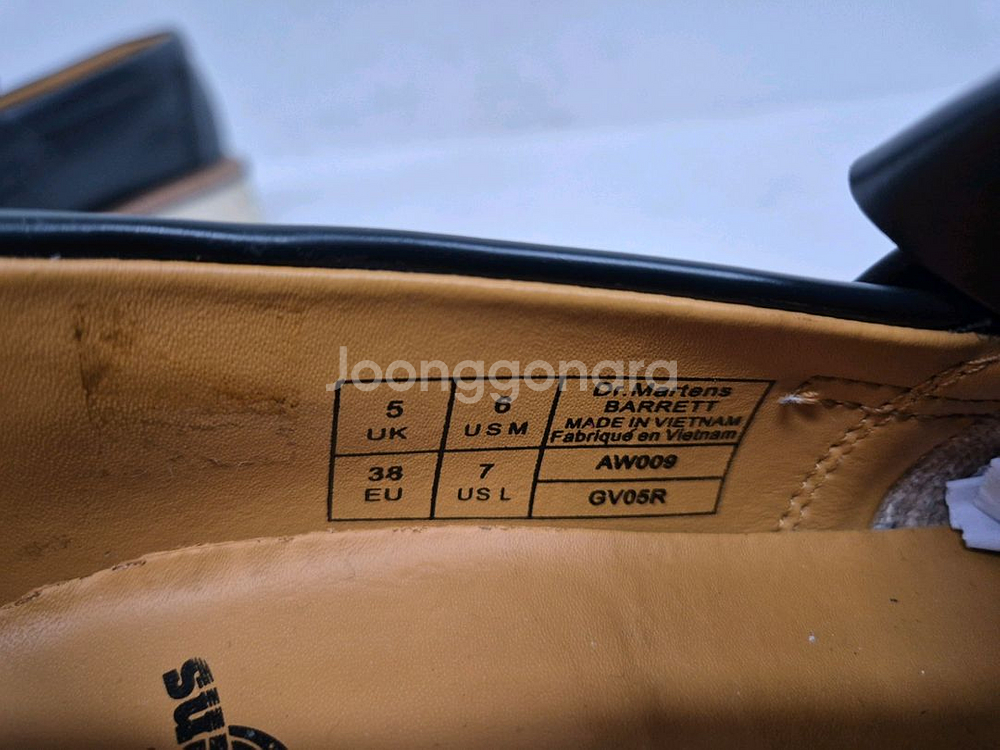 Joonggonara
5
UK
6
US M
Dr. Martens
BARRETT
MADE IN VIETNAM
Fabriqué en Vietnam
38
EU
7
US L
AW009
GV05R
ns